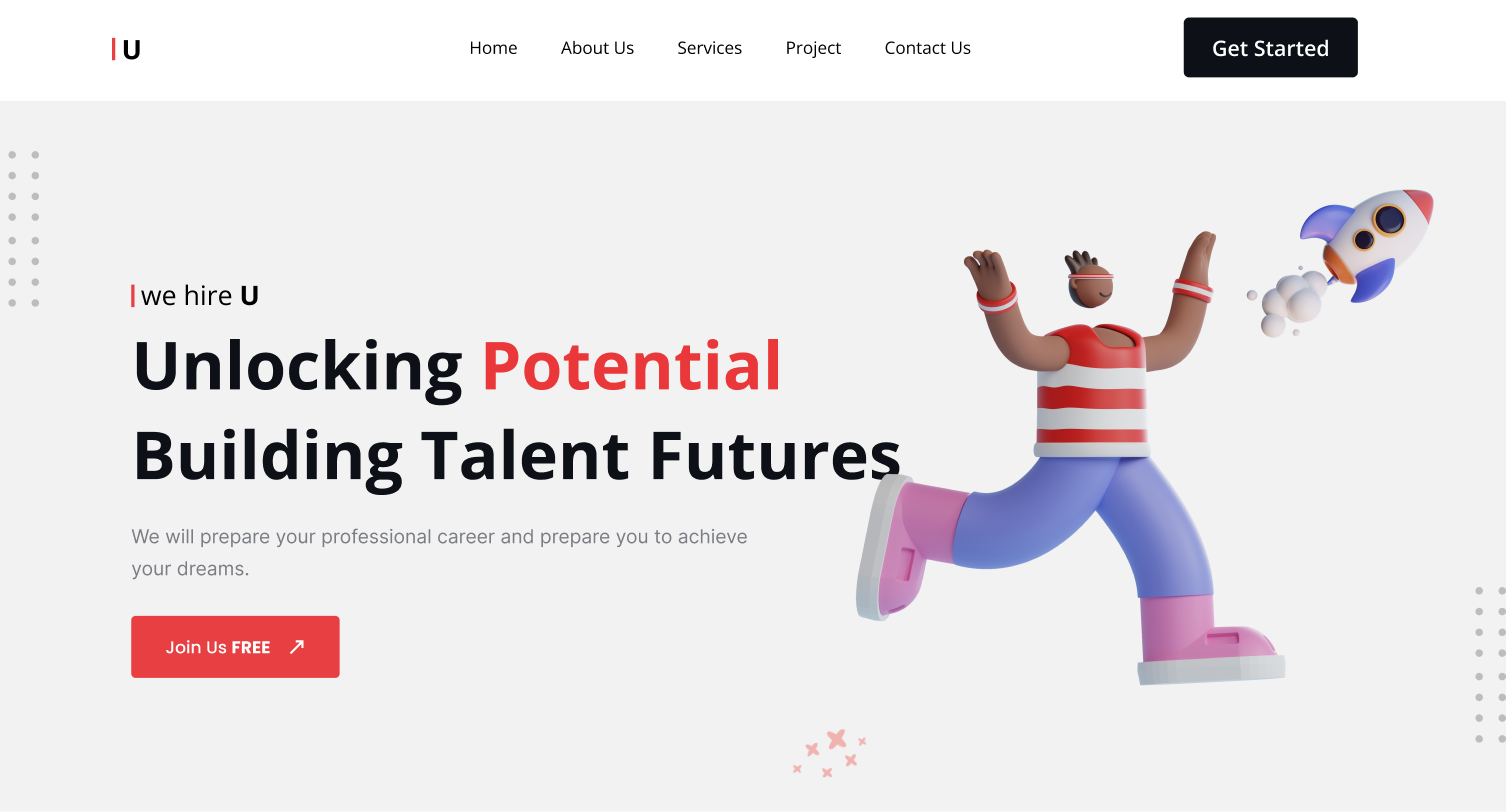 U
Home About Us Services Project Contact Us
Get Started
we hire U
Unlocking Potential
Building Talent Futures
We will prepare your professional career and prepare you to achieve
your dreams.
Join Us FREE